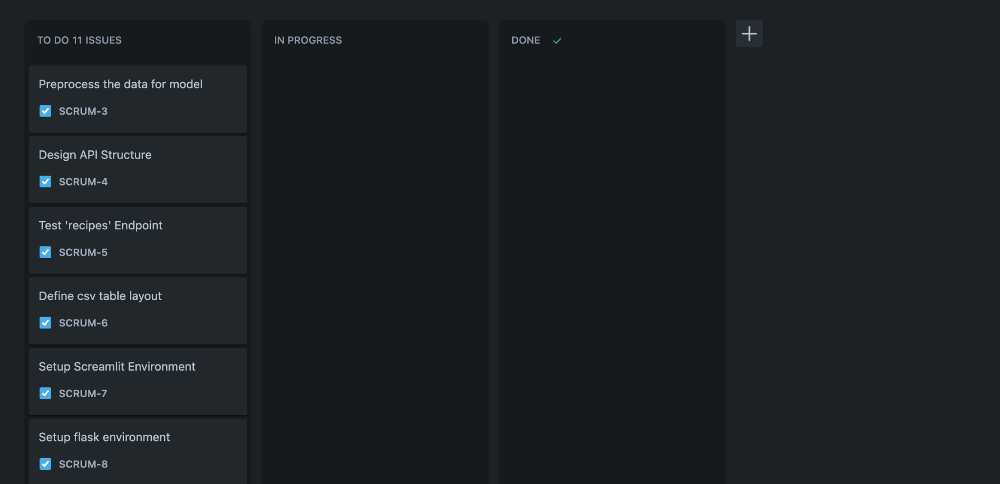 TO DO 11 ISSUES
IN PROGRESS
DONE
Preprocess the data for model
SCRUM-3
Design API Structure
SCRUM-4
Test 'recipes' Endpoint
SCRUM-5
Define csv table layout
SCRUM-6
Setup Screamlit Environment
SCRUM-7
Setup flask environment
SCRUM-8